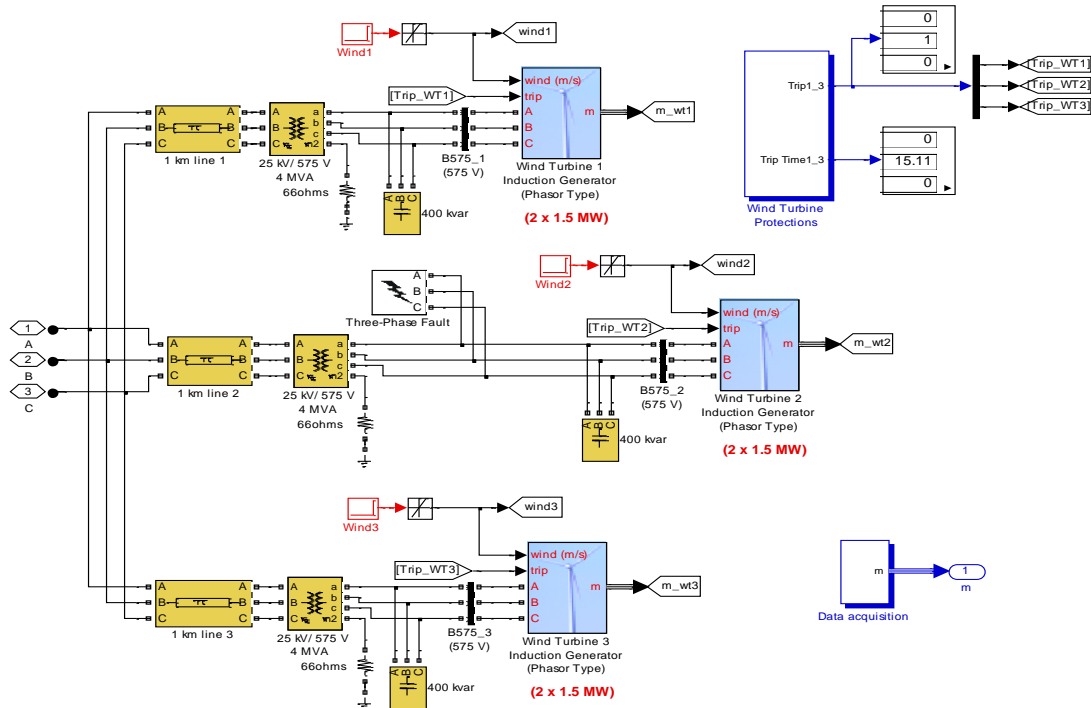 Wind1
wind1
[Trip_WT1]
wind (m/s)
trip
A
B
C
m
m_wt1
A A
B B
C C
1 km line 1
A a
B b
C c
n2
25 kV/ 575 V
4 MVA
66ohms
B575_1
(575 V)
A B C
400 kvar
Wind Turbine 1
Induction Generator
(Phasor Type)
(2 x 1.5 MW)
0
1
0
Trip1_3
Trip Time1_3
0
15.11
0
Wind Turbine
Protections
[Trip_WT1]
[Trip_WT2]
[Trip_WT3]
Wind2
wind2
A
B
C
Three-Phase Fault
[Trip_WT2]
wind (m/s)
trip
A
B
C
m
m_wt2
1
A
2
B
3
C
A A
B B
C C
1 km line 2
A a
B b
C c
n2
25 kV/ 575 V
4 MVA
66ohms
B575_2
(575 V)
A B C
400 kvar
Wind Turbine 2
Induction Generator
(Phasor Type)
(2 x 1.5 MW)
Wind3
wind3
[Trip_WT3]
wind (m/s)
trip
A
B
C
m
m_wt3
A A
B B
C C
1 km line 3
A a
B b
C c
n2
25 kV/ 575 V
4 MVA
66ohms
B575_3
(575 V)
A B C
400 kvar
Wind Turbine 3
Induction Generator
(Phasor Type)
(2 x 1.5 MW)
m
Data acquisition
1
m